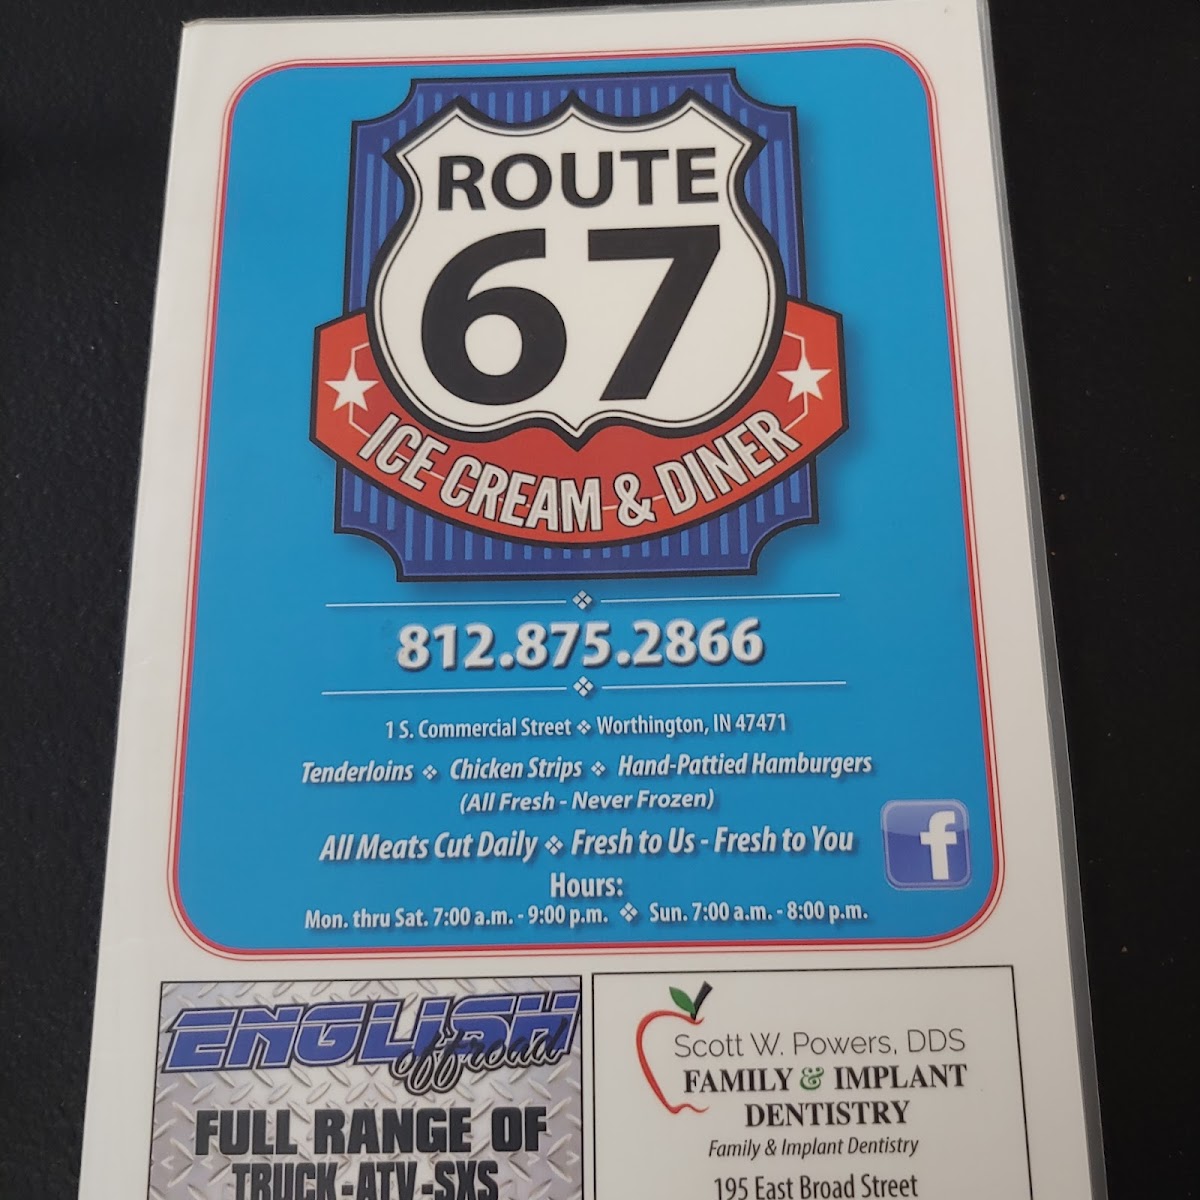 ROUTE
67
ICE CREAM & DINER
812.875.2866
1 S. Commercial Street ❖ Worthington, IN 47471
Tenderloins ❖ Chicken Strips ❖ Hand-Pattied Hamburgers
(All Fresh - Never Frozen)
All Meats Cut Daily ❖ Fresh to Us - Fresh to You
f
Hours:
Mon. thru Sat. 7:00 a.m. - 9:00 p.m. ❖ Sun. 7:00 a.m. - 8:00 p.m.
ENGLISH
offroad
FULL RANGE OF
TRUCK-ATV-SXS
Scott W. Powers, DDS
FAMILY & IMPLANT
DENTISTRY
Family & Implant Dentistry
195 East Broad Street